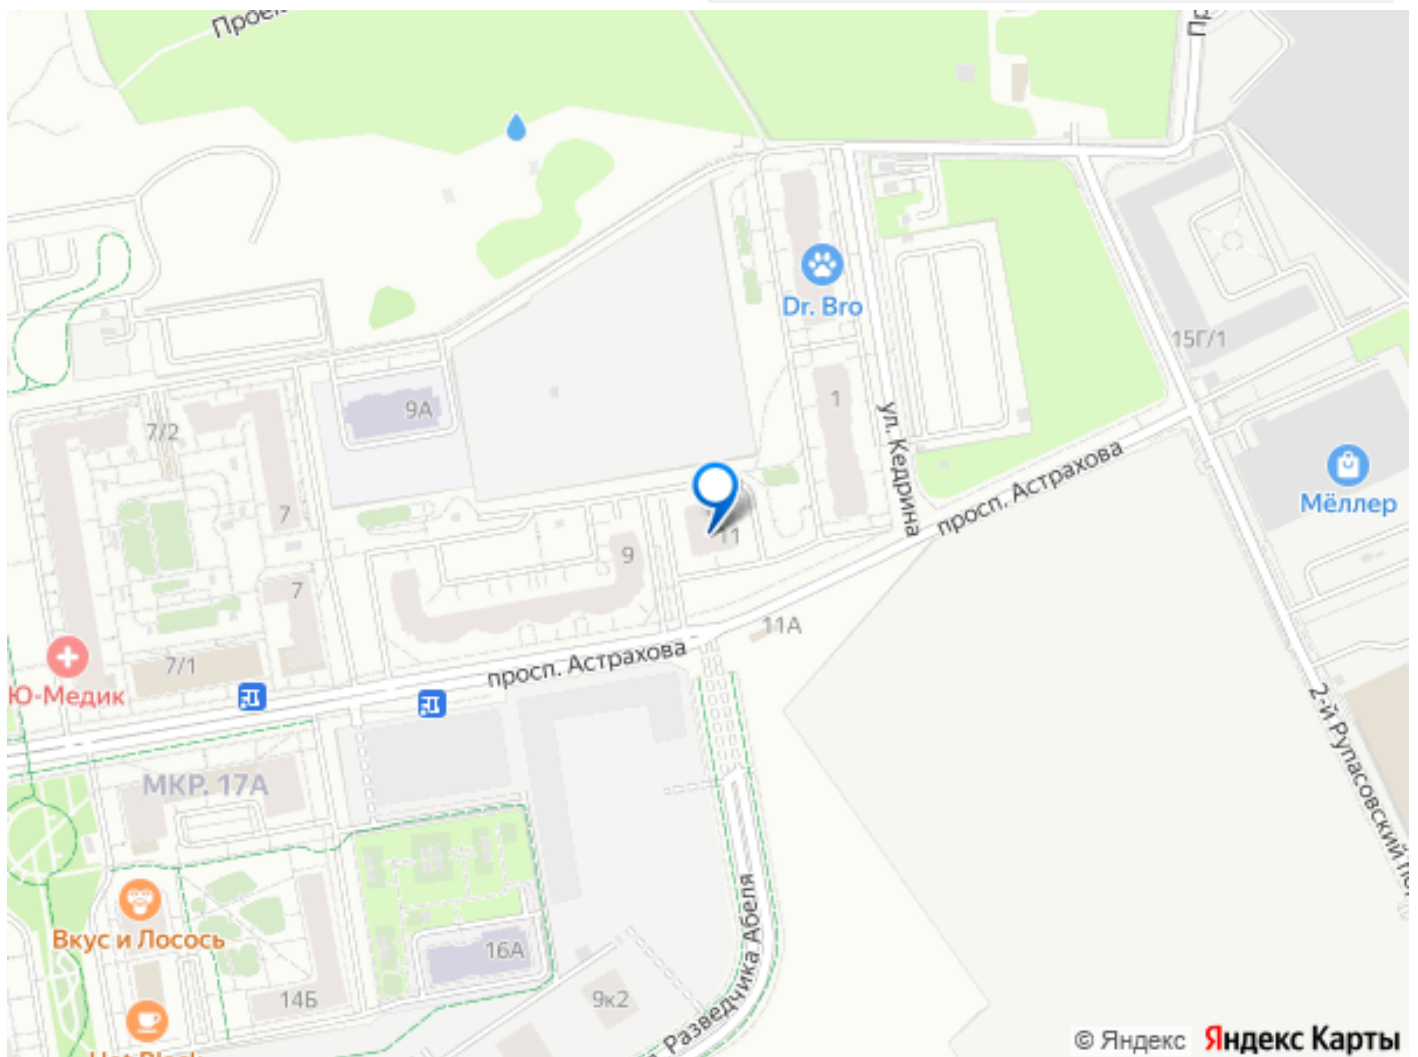 Dr. Bro
15Г/1
9А
1
7/2
ул. Кедрина
просп. Астрахова
Мёллер
7
11
9
7
11А
7/1
просп. Астрахова
Ю-Медик
МКР. 17А
2-й Рупасовский
Вкус и Лосось
16А
Разведчика Абеля
14Б
9к2
© Яндекс Яндекс Карты